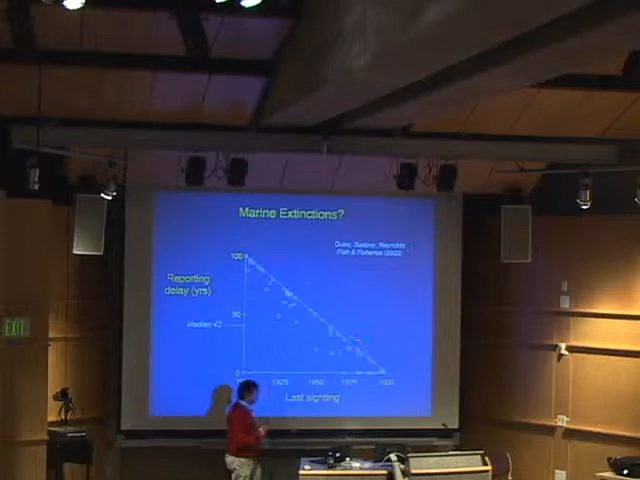 Marine Extinctions?
Dulvy, Sadovy, Reynolds
Fish & Fisheries (2003)
100
Reporting
delay (yrs)
50
Median 43
0
1925
1950
1975
2000
Last sighting
EXIT